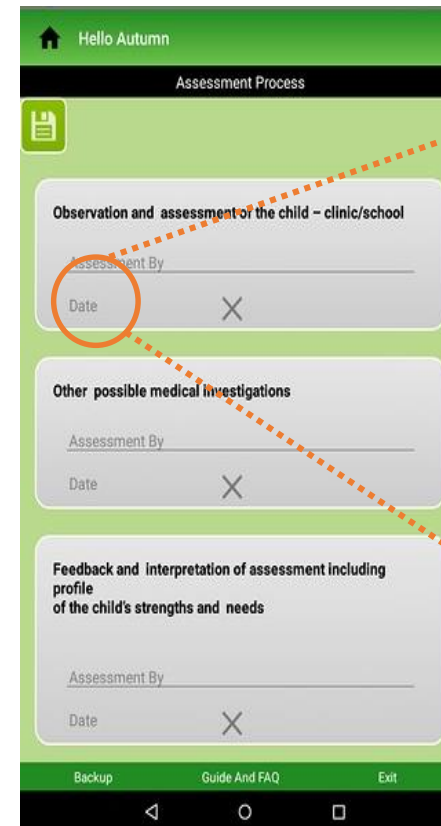 Hello Autumn
Assessment Process
Observation and assessment of the child – clinic/school
Assessment By
Date
Other possible medical investigations
Assessment By
Date
Feedback and interpretation of assessment including
profile
of the child's strengths and needs
Assessment By
Date
Backup Guide And FAQ Exit